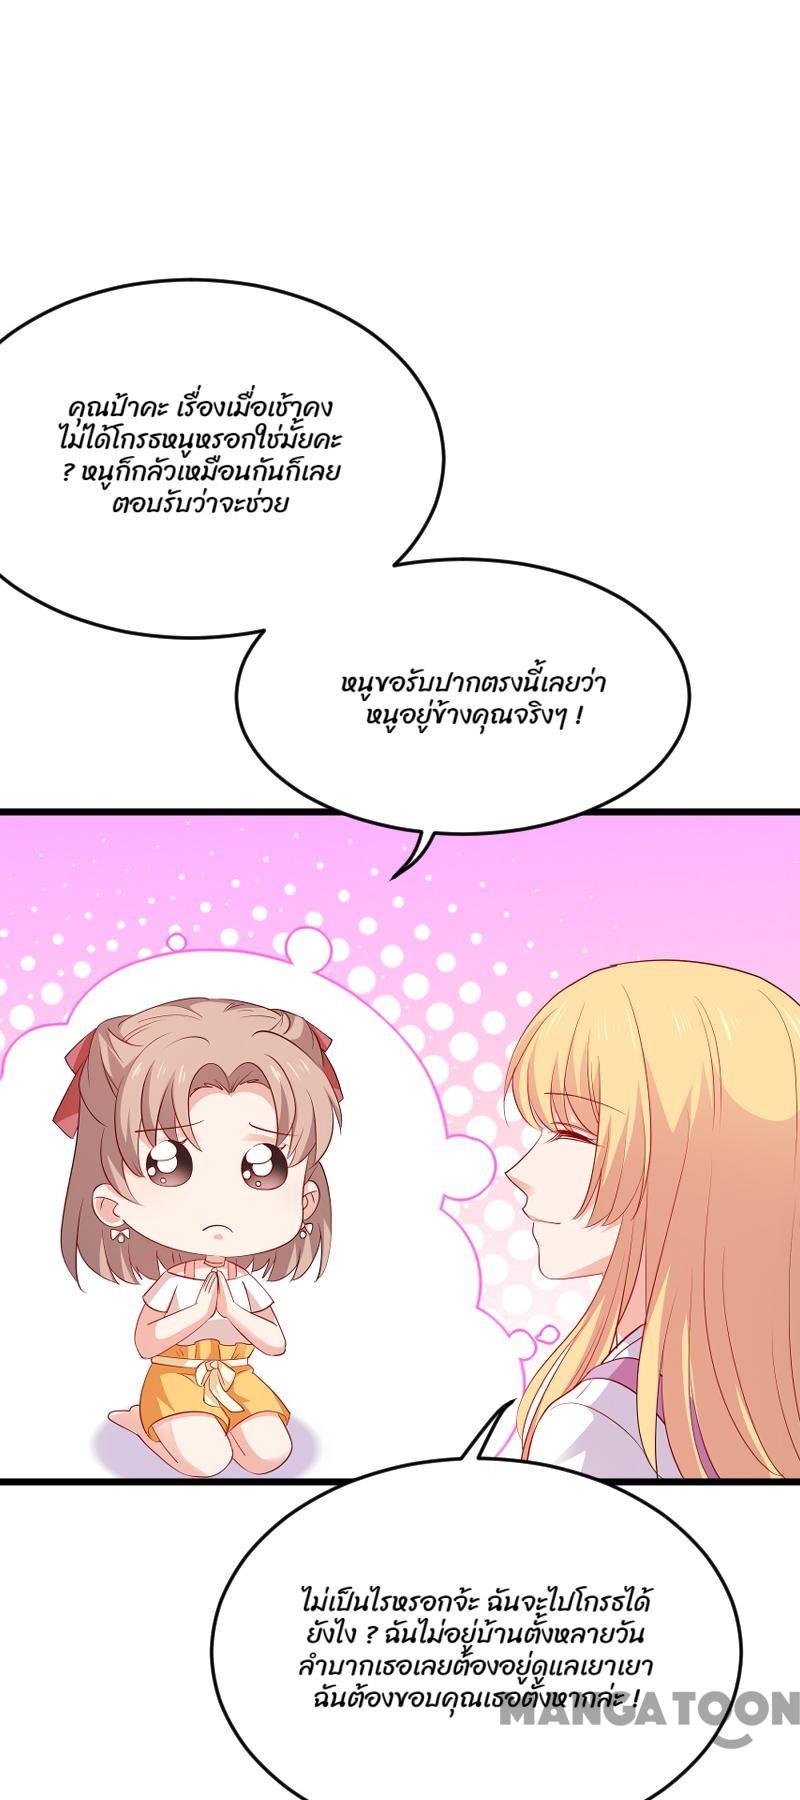 คุณป้าคะ เรื่องเมื่อเช้าคง
ไม่ได้โกรธหนูหรอกใช่มั้ยคะ
? หนูก็กลัวเหมือนกันก็เลย
ตอบรับว่าจะช่วย
หนูขอรับปากตรงนี้เลยว่า
หนูอยู่ข้างคุณจริงๆ !
ไม่เป็นไรหรอกจ้ะ ฉันจะไปโกรธได้
ยังไง ? ฉันไม่อยู่บ้านตั้งหลายวัน
ลำบากเธอเลยต้องอยู่ดูแลเยาเยา
ฉันต้องขอบคุณเธอตั้งหากล่ะ !
MANGATOON